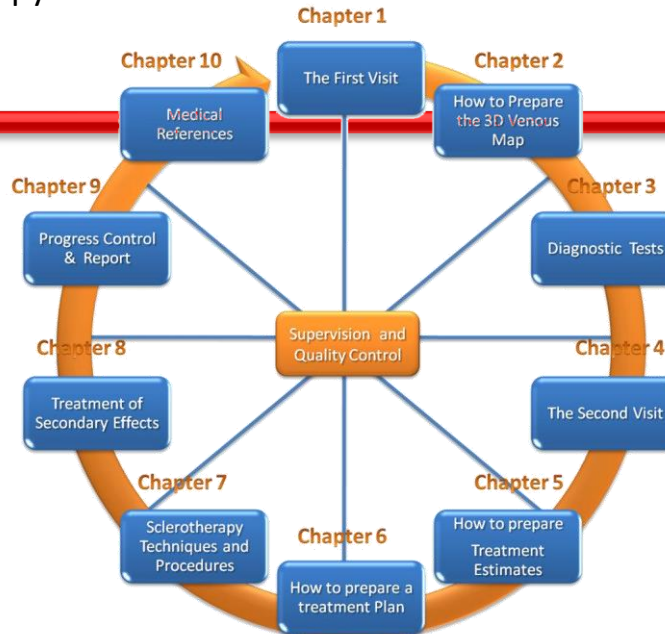 Chapter 1
The First Visit
Chapter 2
How to Prepare
the 3D Venous
Map
Chapter 3
Diagnostic Tests
Chapter 4
The Second Visit
Chapter 5
How to prepare
Treatment
Estimates
Chapter 6
How to prepare a
treatment Plan
Chapter 7
Sclerotherapy
Techniques and
Procedures
Chapter 8
Treatment of
Secondary Effects
Chapter 9
Progress Control
& Report
Chapter 10
Medical
References
Supervision and
Quality Control